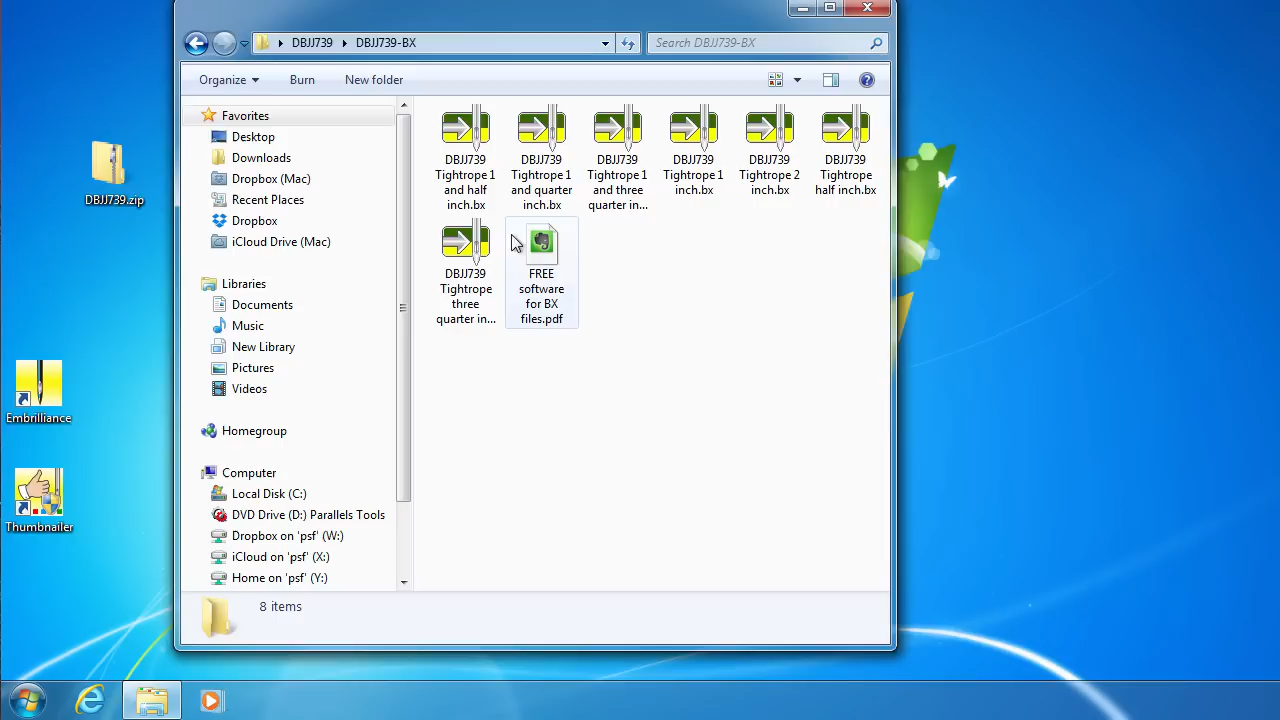 DBJJ739 DBJJ739-BX
Search DBJJ739-BX
Organize Burn New folder
Favorites
Desktop
Downloads
Dropbox (Mac)
Recent Places
Dropbox
iCloud Drive (Mac)
Libraries
Documents
Music
New Library
Pictures
Videos
Homegroup
Computer
Local Disk (C:)
DVD Drive (D:) Parallels Tools
Dropbox on 'psf' (W:)
iCloud on 'psf' (X:)
Home on 'psf' (Y:)
DBJJ739
Tightrope 1
and half
inch.bx
DBJJ739
Tightrope 1
and quarter
inch.bx
DBJJ739
Tightrope 1
and three
quarter in...
DBJJ739
Tightrope 1
inch.bx
DBJJ739
Tightrope 2
inch.bx
DBJJ739
Tightrope
half inch.bx
DBJJ739
Tightrope
three
quarter in...
FREE
software
for BX
files.pdf
8 items
DBJJ739.zip
Embrilliance
Thumbnailer